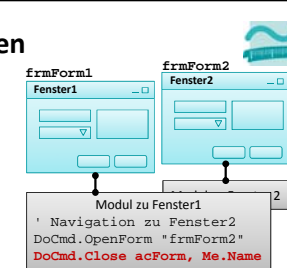 en
frmForm1
frmForm2
Fenster1
Fenster2
Modul zu Fenster1
2
' Navigation zu Fenster2
DoCmd.OpenForm "frmForm2"
DoCmd.Close acForm, Me.Name